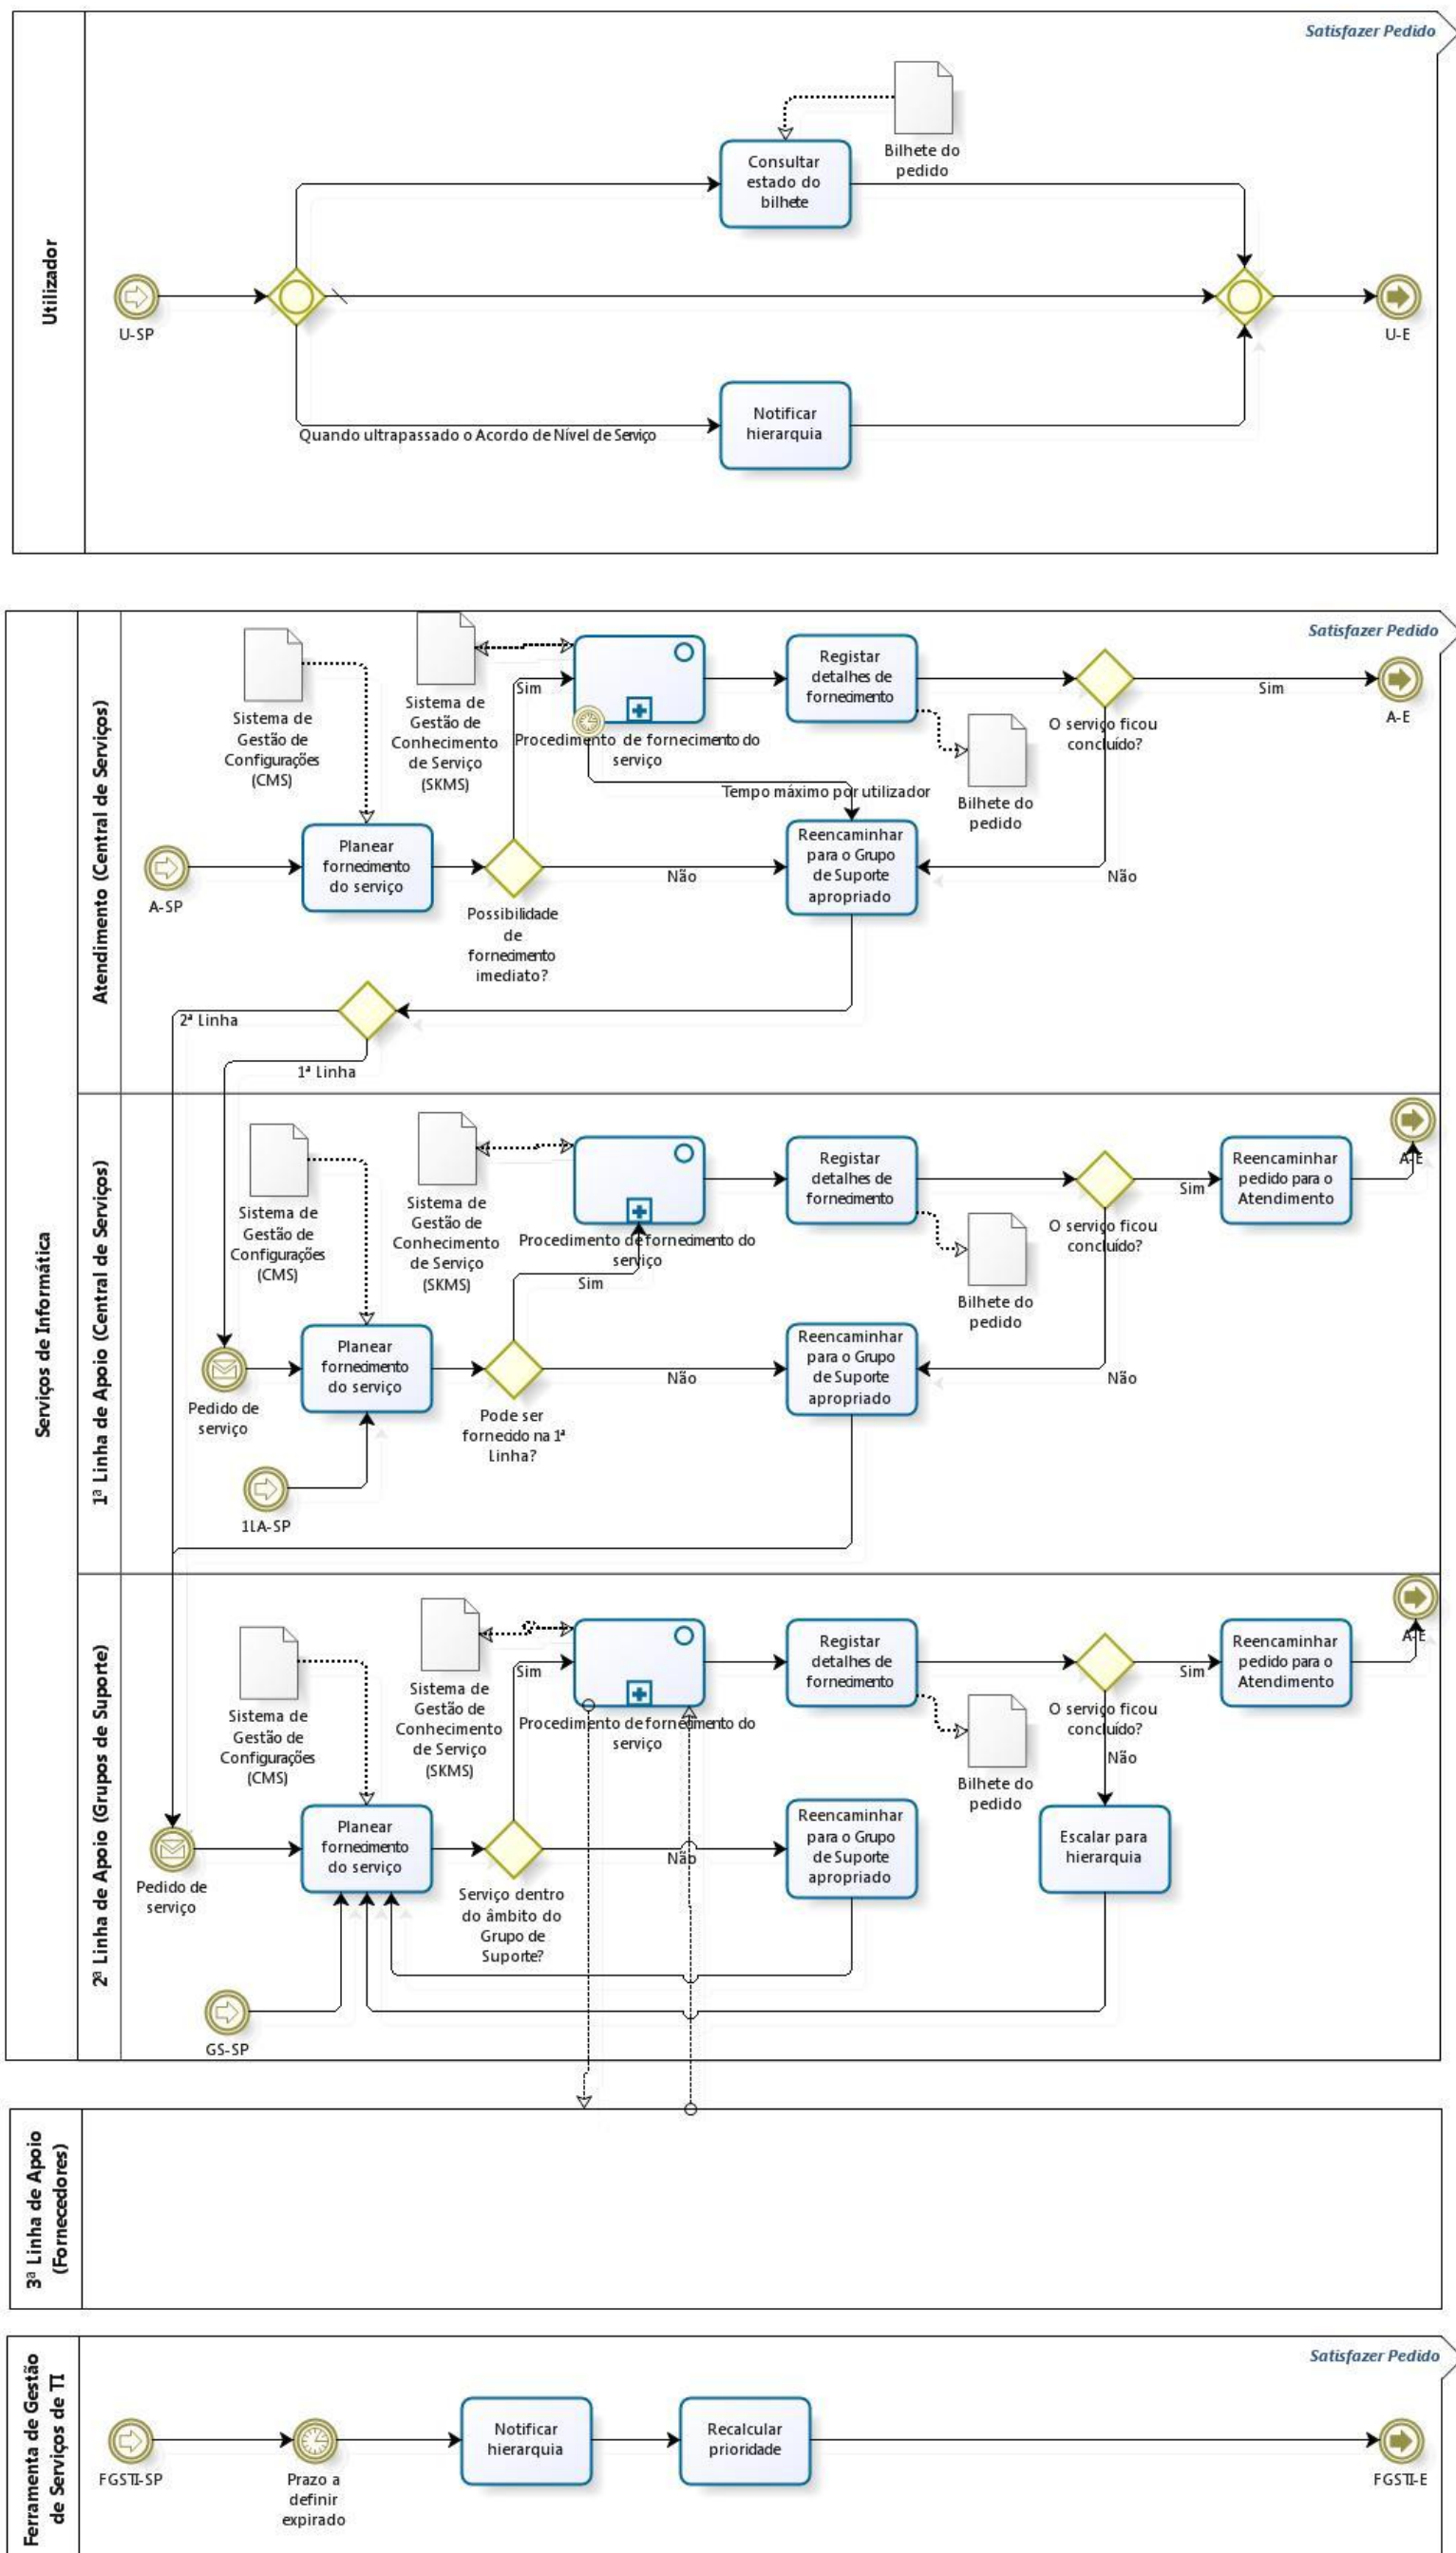 Satisfazer Pedido
Utilizador
Bilhete do
pedido
Consultar
estado do
bilhete
U-SP
U-E
Notificar
hierarquia
Quando ultrapassado o Acordo de Nível de Serviço
Serviços de Informática
Atendimento (Central de Serviços)
Satisfazer Pedido
Sistema de
Gestão de
Configurações
(CMS)
Sistema de
Gestão de
Conhecimento
de Serviço
(SKMS)
Sim
Procedimento de fornecimento do
serviço
Registar
detalhes de
fornecimento
O serviço ficou
concluído?
Sim
A-E
Bilhete do
pedido
Tempo máximo por utilizador
A-SP
Planear
fornecimento
do serviço
Possibilidade
de
fornecimento
imediato?
Não
Reencaminhar
para o Grupo
de Suporte
apropriado
Não
2ª Linha
1ª Linha
1ª Linha de Apoio (Central de Serviços)
Sistema de
Gestão de
Configurações
(CMS)
Sistema de
Gestão de
Conhecimento
de Serviço
(SKMS)
Procedimento de fornecimento do
serviço
Sim
Registar
detalhes de
fornecimento
O serviço ficou
concluído?
Sim
Reencaminhar
pedido para o
Atendimento
A-E
Bilhete do
pedido
Pedido de
serviço
Planear
fornecimento
do serviço
Pode ser
fornecido na 1ª
Linha?
Não
Reencaminhar
para o Grupo
de Suporte
apropriado
Não
1LA-SP
2ª Linha de Apoio (Grupos de Suporte)
Sistema de
Gestão de
Configurações
(CMS)
Sistema de
Gestão de
Conhecimento
de Serviço
(SKMS)
Sim
Procedimento de fornecimento do
serviço
Registar
detalhes de
fornecimento
O serviço ficou
concluído?
Sim
Reencaminhar
pedido para o
Atendimento
A-E
Não
Bilhete do
pedido
Pedido de
serviço
Planear
fornecimento
do serviço
Serviço dentro
do âmbito do
Grupo de
Suporte?
Não
Reencaminhar
para o Grupo
de Suporte
apropriado
Escalar para
hierarquia
GS-SP
3ª Linha de Apoio
(Fornecedores)
Ferramenta de Gestão
de Serviços de TI
Satisfazer Pedido
FGSTI-SP
Prazo a
definir
expirado
Notificar
hierarquia
Recalcular
prioridade
FGSTI-E